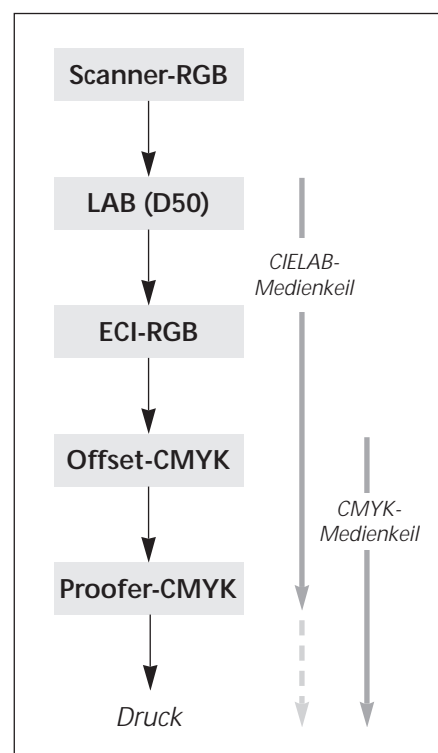 Scanner-RGB
LAB (D50)
CIELAB-
Medienkeil
ECI-RGB
Offset-CMYK
CMYK-
Medienkeil
Proofer-CMYK
Druck